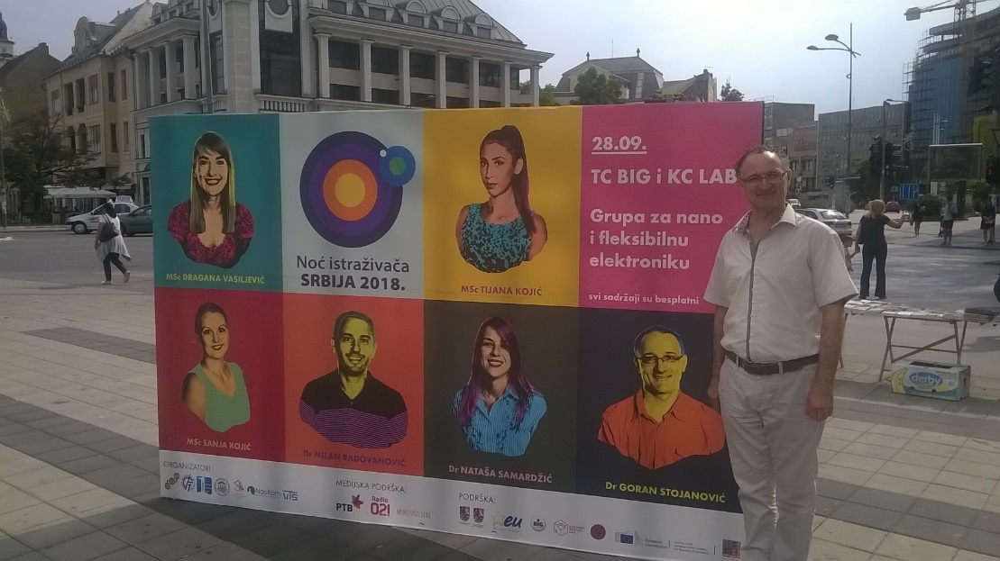 MSc DRAGANA VASILJEVIĆ
Noć istraživača
SRBIJA 2018.
MSc TIJANA KOJIĆ
28.09.
TC BIG i KC LAB
Grupa za nano
i fleksibilnu
elektroniku
svi sadržaji su besplatni
MSc SANJA KOJIĆ
Dr MILAN RADOVANOVIĆ
Dr NATAŠA SAMARDŽIĆ
Dr GORAN STOJANOVIĆ
ORGANIZATORI
NauKom
VTŠ
MEDIJSKA PODRŠKA:
PTB
Radio
021
PODRŠKA:
eu
BIG
derby